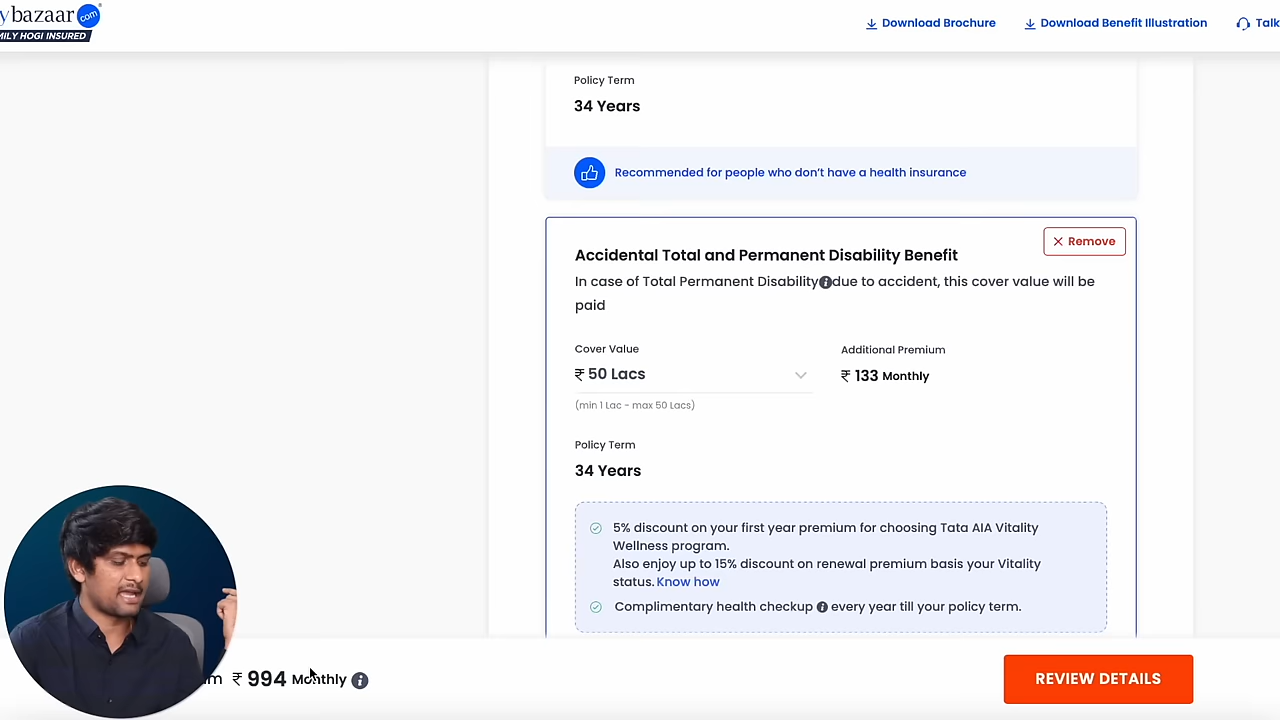 ybazaar com
MILY HOGI INSURED
Download Brochure
Download Benefit Illustration
Talk
Policy Term
34 Years
Recommended for people who don't have a health insurance
Remove
Accidental Total and Permanent Disability Benefit
In case of Total Permanent Disability i due to accident, this cover value will be
paid
Cover Value
Additional Premium
₹ 50 Lacs
₹ 133 Monthly
(min 1 Lac - max 50 Lacs)
Policy Term
34 Years
5% discount on your first year premium for choosing Tata AIA Vitality
Wellness program.
Also enjoy up to 15% discount on renewal premium basis your Vitality
status. Know how
Complimentary health checkup i every year till your policy term.
m ₹ 994 Monthly i
REVIEW DETAILS